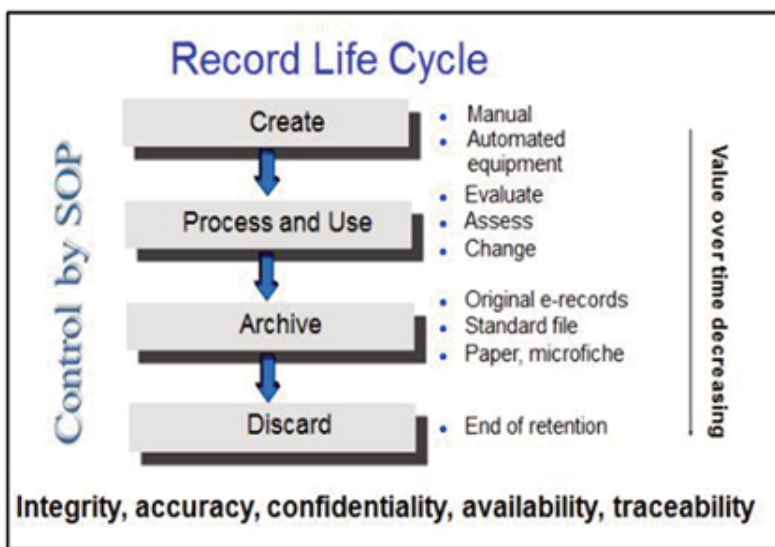 Record Life Cycle
Control by SOP
Create
• Manual
• Automated
equipment
Process and Use
• Evaluate
• Assess
• Change
Archive
• Original e-records
• Standard file
• Paper, microfiche
Discard
• End of retention
Value over time decreasing
Integrity, accuracy, confidentiality, availability, traceability